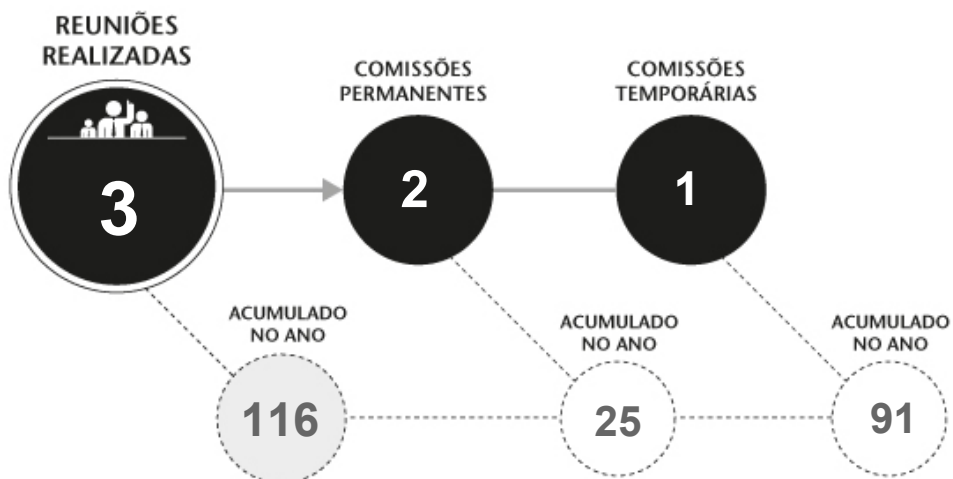 REUNIÕES
REALIZADAS
3
COMISSÕES
PERMANENTES
2
COMISSÕES
TEMPORÁRIAS
1
ACUMULADO
NO ANO
116
ACUMULADO
NO ANO
25
ACUMULADO
NO ANO
91